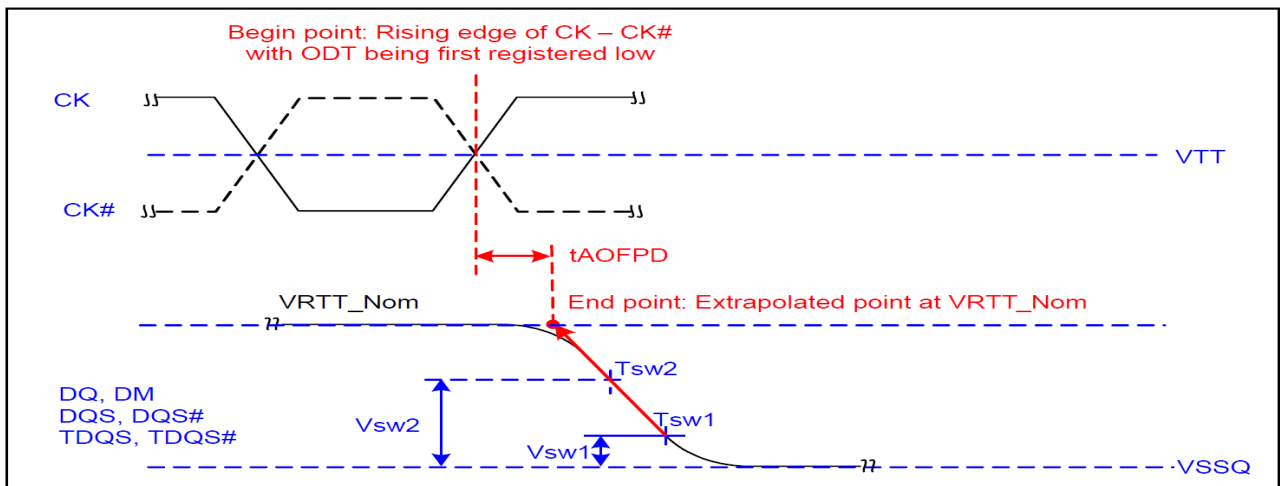 Begin point: Rising edge of CK – CK#
with ODT being first registered low
CK
VTT
CK#
tAOFPD
VRTT_Nom
End point: Extrapolated point at VRTT_Nom
Tsw2
DQ, DM
DQS, DQS#
TDQS, TDQS#
Vsw2
Tsw1
Vsw1
VSSQ